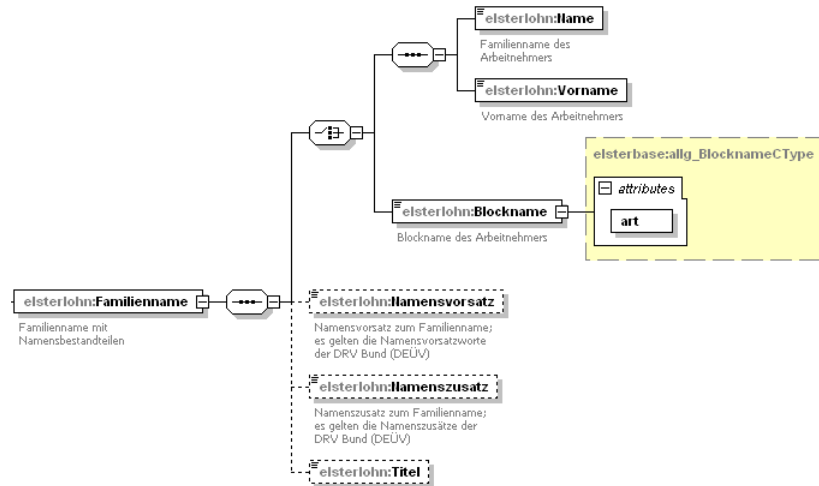 elsterlohn:Name
Familienname des
Arbeitnehmers
elsterlohn:Vorname
Vorname des Arbeitnehmers
elsterbase:allg_BlocknameCType
attributes
art
elsterlohn:Blockname
Blockname des Arbeitnehmers
elsterlohn:Familienname
Familienname mit
Namensbestandteilen
elsterlohn:Namensvorsatz
Namensvorsatz zum Familienname;
es gelten die Namensvorsatzworte
der DRV Bund (DEÜV)
elsterlohn:Namenszusatz
Namenszusatz zum Familienname;
es gelten die Namenszusätze der
DRV Bund (DEÜV)
elsterlohn:Titel